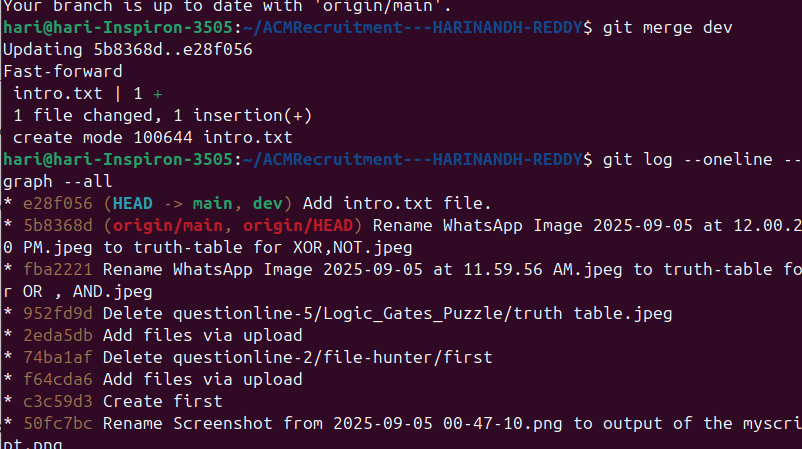 Your branch is up to date with 'origin/main'.
hari@hari-Inspiron-3505:~/ACMRecruitment---HARINANDH-REDDY$ git merge dev
Updating 5b8368d..e28f056
Fast-forward
 intro.txt | 1 +
 1 file changed, 1 insertion(+)
 create mode 100644 intro.txt
hari@hari-Inspiron-3505:~/ACMRecruitment---HARINANDH-REDDY$ git log --oneline --
graph --all
* e28f056 (HEAD -> main, dev) Add intro.txt file.
* 5b8368d (origin/main, origin/HEAD) Rename WhatsApp Image 2025-09-05 at 12.00.2
0 PM.jpeg to truth-table for XOR,NOT.jpeg
* fba2221 Rename WhatsApp Image 2025-09-05 at 11.59.56 AM.jpeg to truth-table fo
r OR , AND.jpeg
* 952fd9d Delete questionline-5/Logic_Gates_Puzzle/truth table.jpeg
* 2eda5db Add files via upload
* 74ba1af Delete questionline-2/file-hunter/first
* f64cda6 Add files via upload
* c3c59d3 Create first
* 50fc7bc Rename Screenshot from 2025-09-05 00-47-10.png to output of the myscri
pt.png